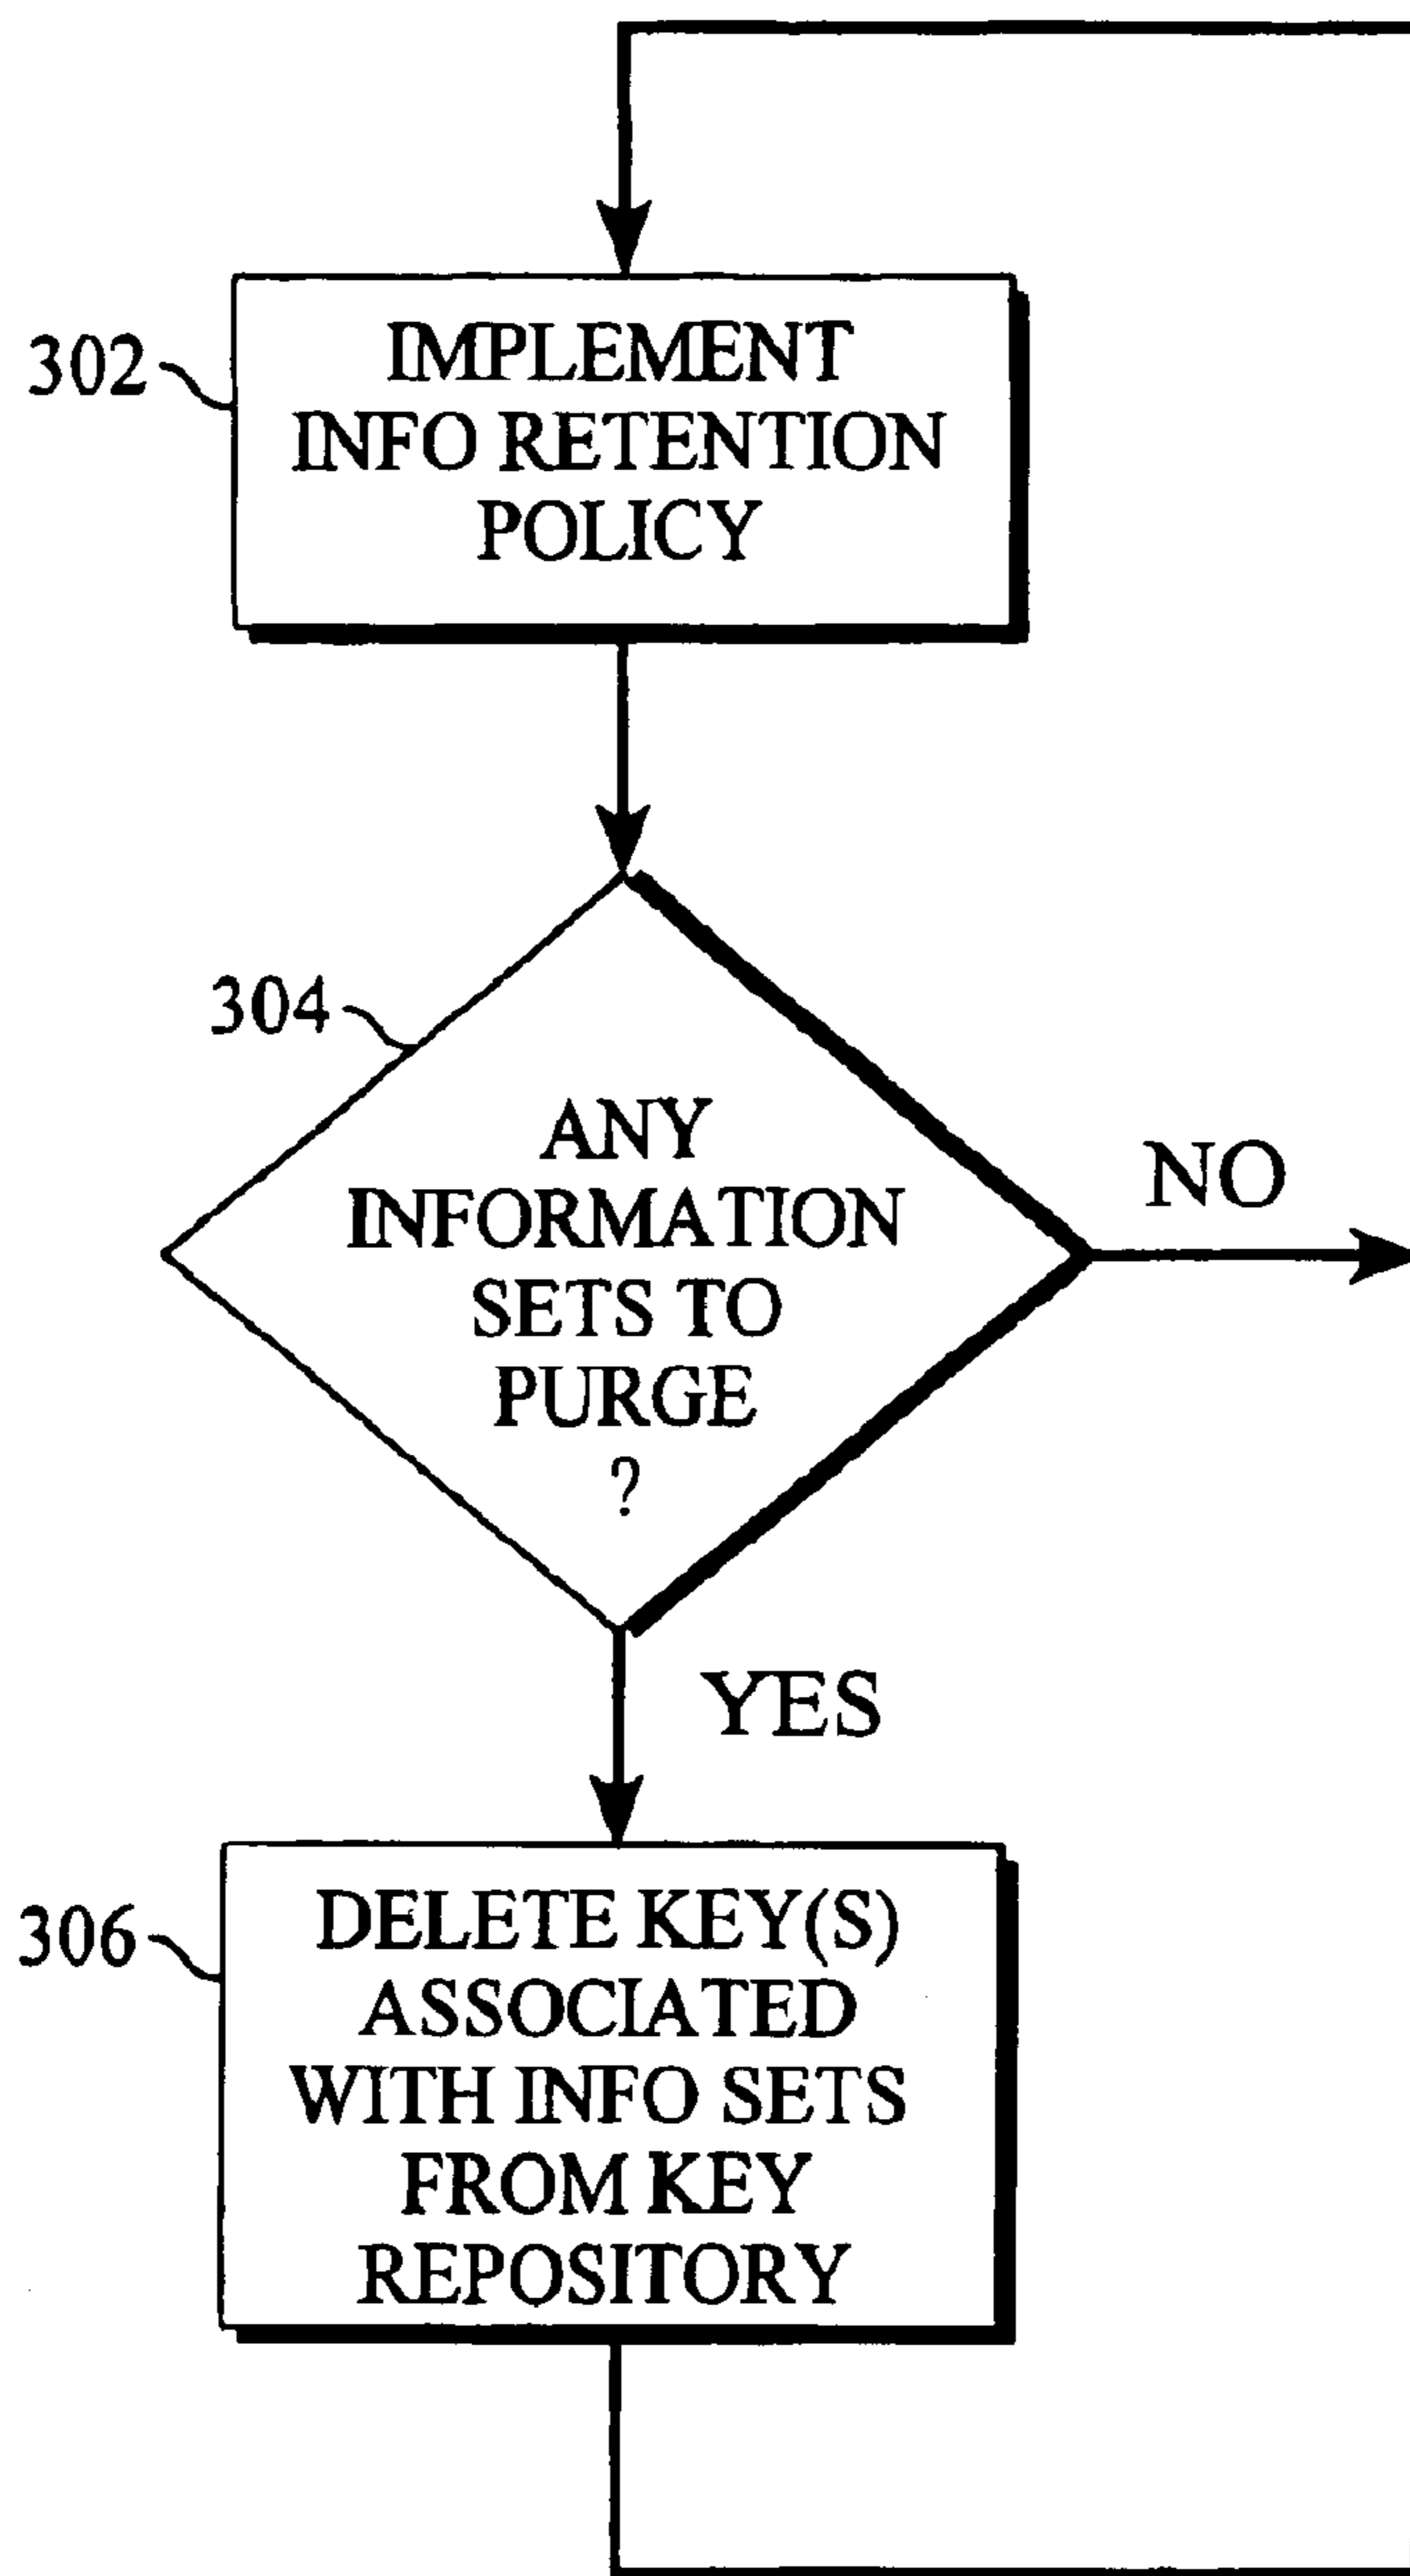 302
IMPLEMENT
INFO RETENTION
POLICY
304
ANY
INFORMATION
SETS TO
PURGE
?
NO
YES
306
DELETE KEY(S)
ASSOCIATED
WITH INFO SETS
FROM KEY
REPOSITORY